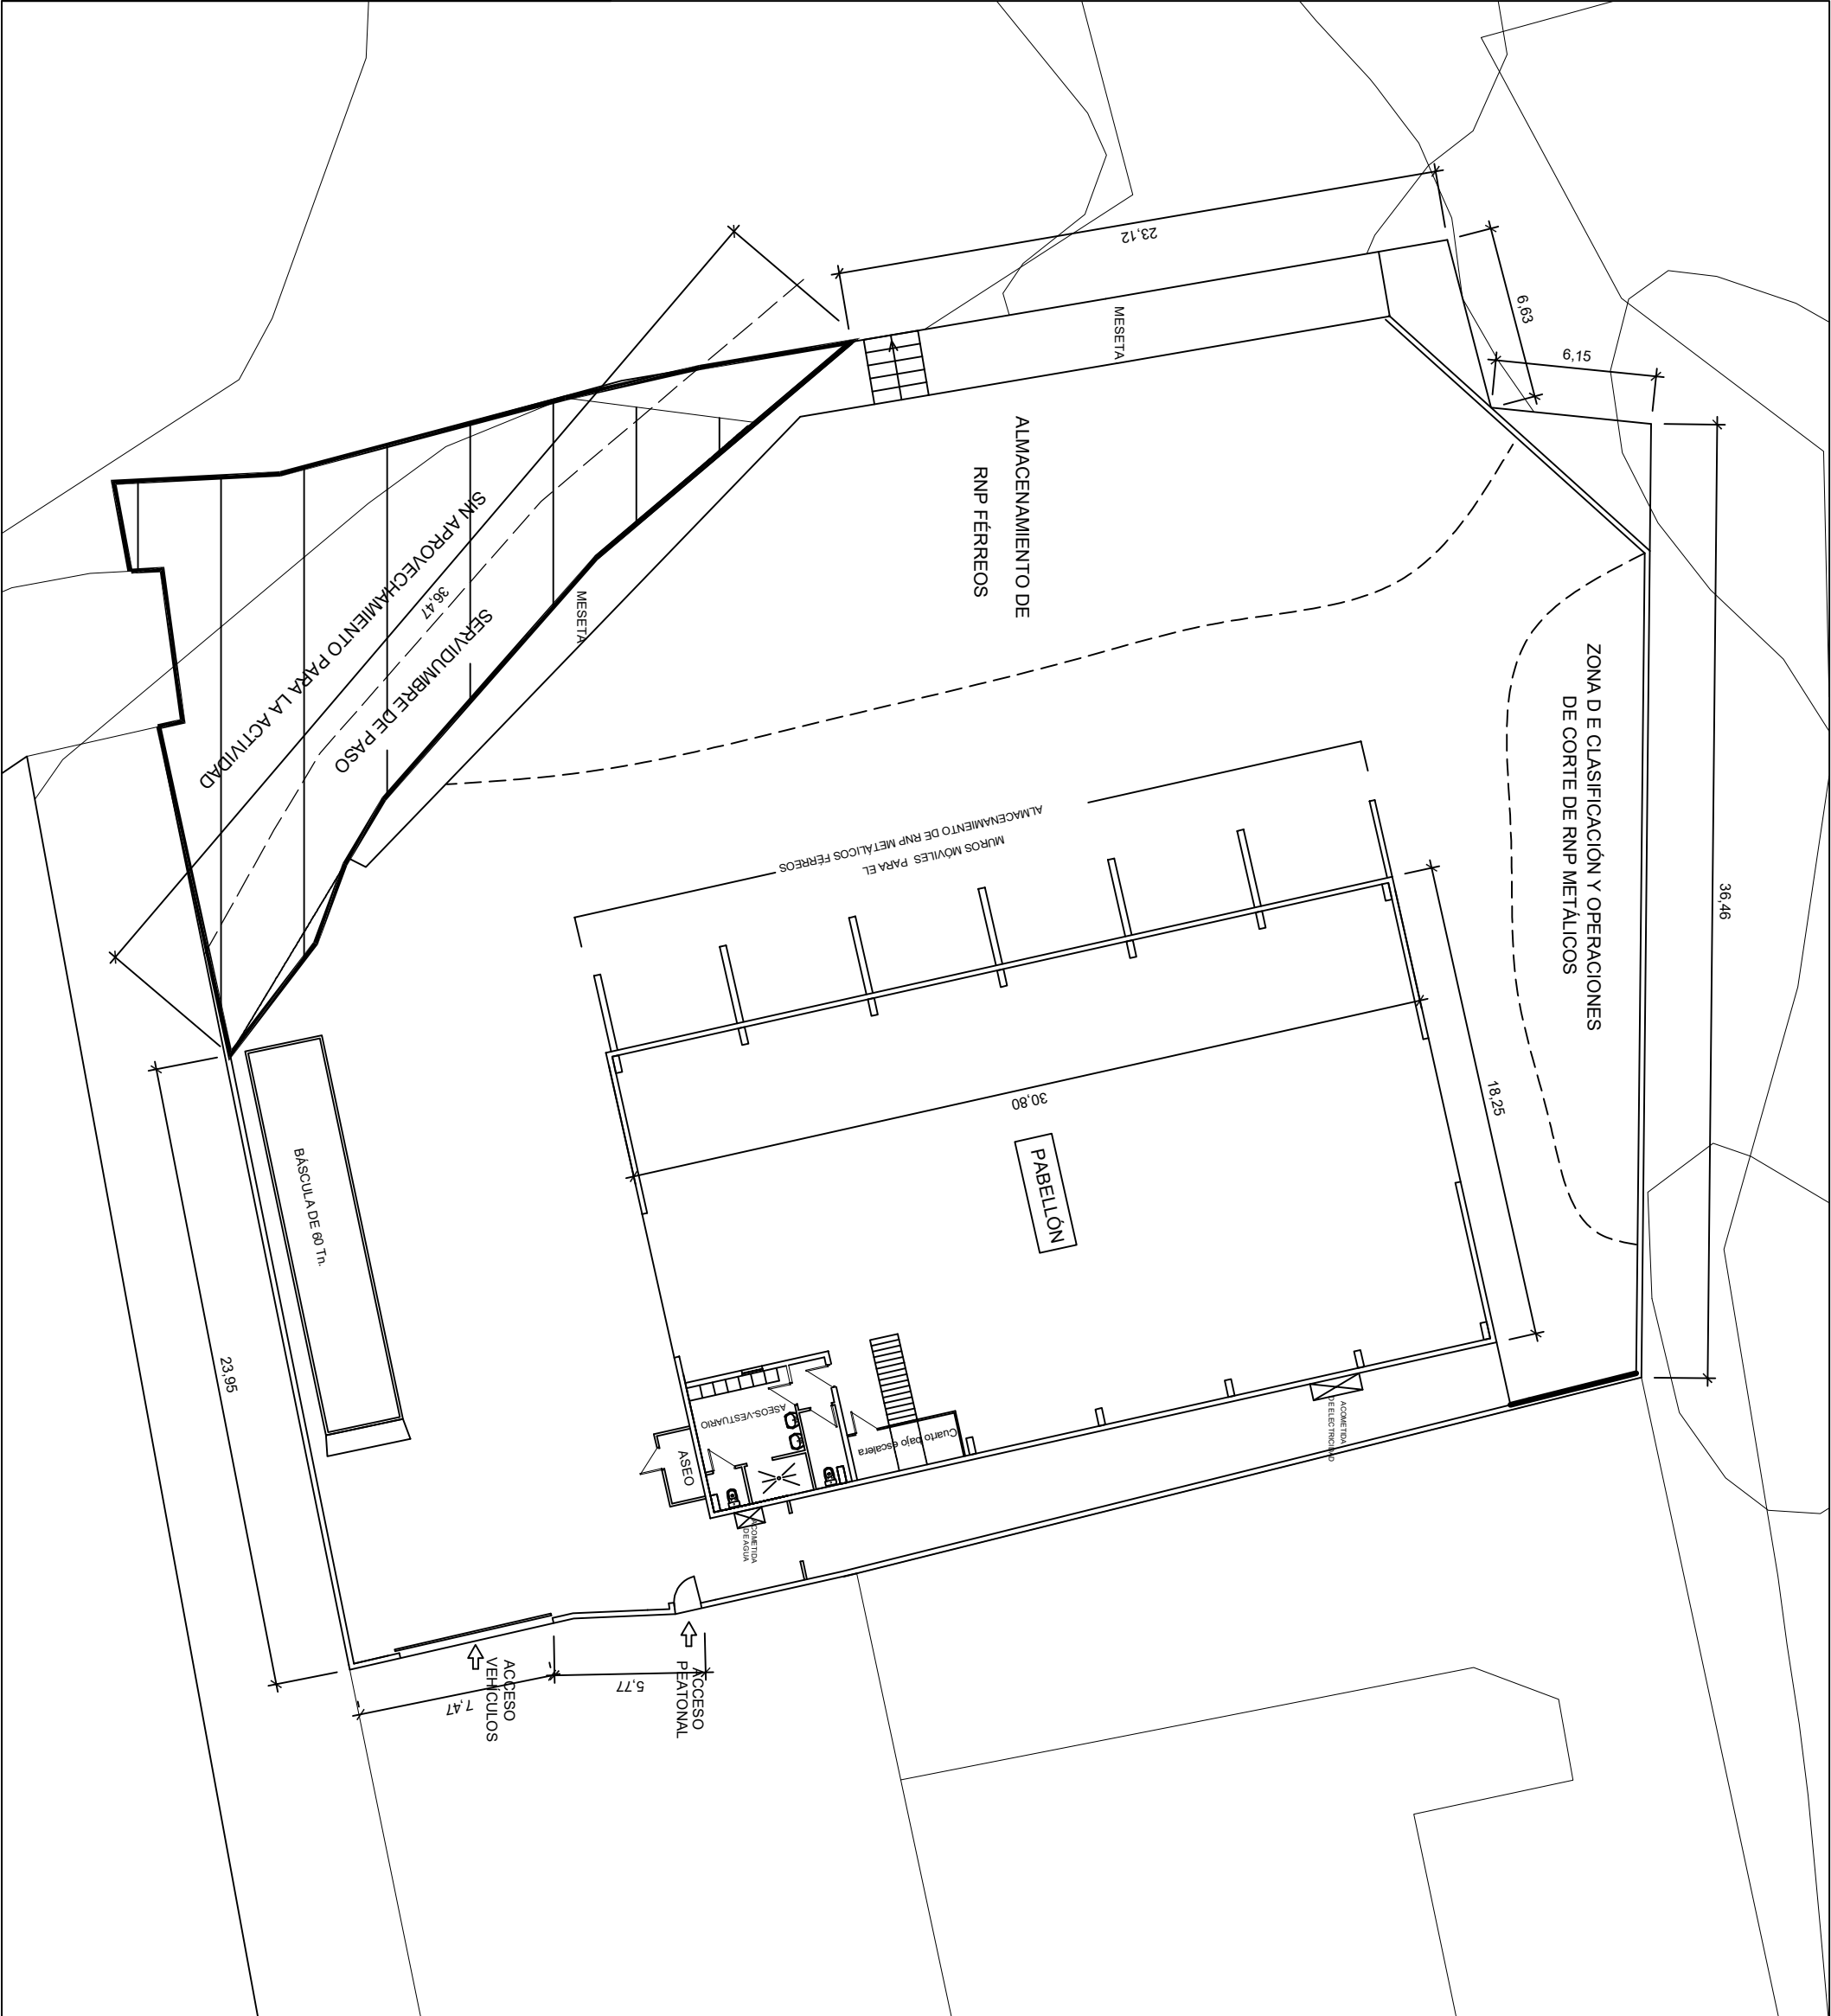 23,12
6,63
6,15
MESETA
ALMACENAMIENTO DE
RNP FÉRREOS
36,46
ZONA D E CLASIFICACIÓN Y OPERACIONES
DE CORTE DE RNP METÁLICOS
SIN APROVECHAMIENTO PARA LA ACTIVIDAD
36,47
SERVIDUMBRE DE PASO
MESETA
MUROS MÓVILES PARA EL
ALMACENAMIENTO DE RNP METÁLICOS FÉRREOS
18,25
30,80
PABELLÓN
BÁSCULA DE 60 Tn.
23,95
ASEOS-VESTUARIO
Cuarto bajo escalera
ASEO
ACOMETIDA
DE ELECTRICIDAD
ACOMETIDA
DE AGUA
ACCESO
VEHÍCULOS
ACCESO
PEATONAL
7,47
5,77